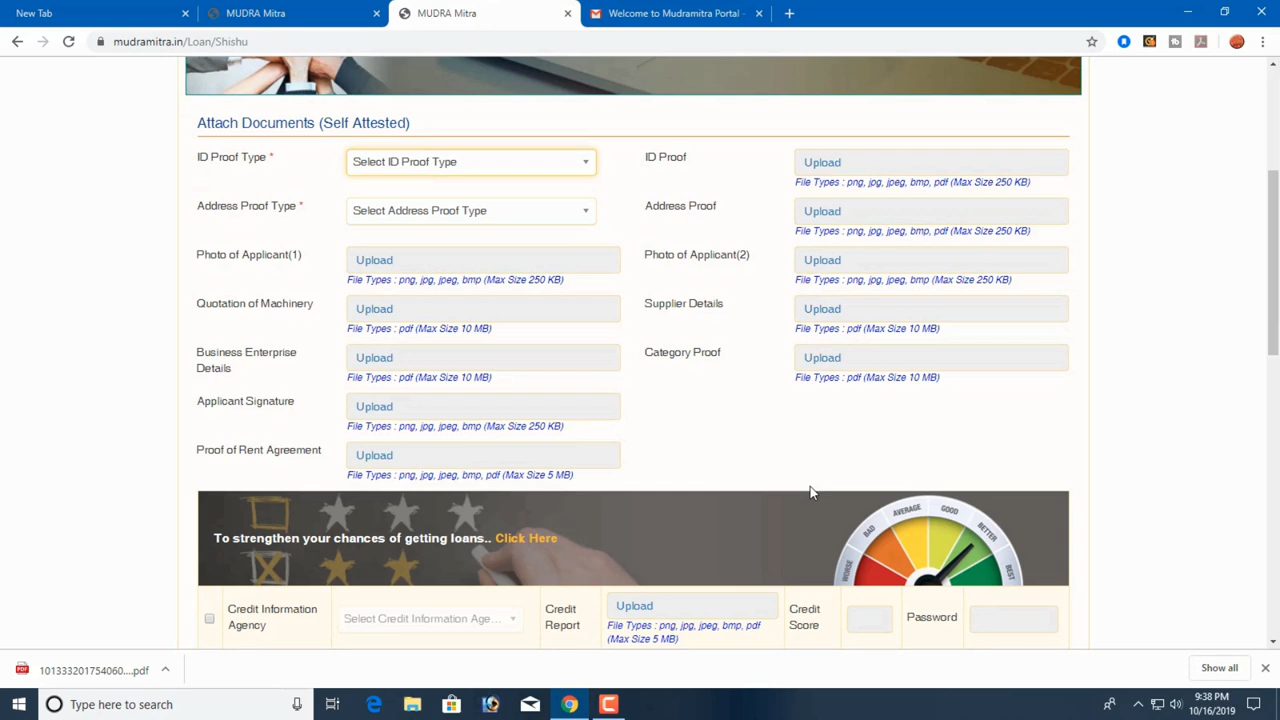 New Tab
MUDRA Mitra
MUDRA Mitra
Welcome to Mudramitra Portal -
mudramitra.in/Loan/Shishu
Attach Documents (Self Attested)
ID Proof Type *
Select ID Proof Type
ID Proof
Upload
File Types : png, jpg, jpeg, bmp, pdf (Max Size 250 KB)
Address Proof Type *
Select Address Proof Type
Address Proof
Upload
File Types : png, jpg, jpeg, bmp, pdf (Max Size 250 KB)
Photo of Applicant(1)
Upload
File Types : png, jpg, jpeg, bmp (Max Size 250 KB)
Photo of Applicant(2)
Upload
File Types : png, jpg, jpeg, bmp (Max Size 250 KB)
Quotation of Machinery
Upload
File Types : pdf (Max Size 10 MB)
Supplier Details
Upload
File Types : pdf (Max Size 10 MB)
Business Enterprise
Details
Upload
File Types : pdf (Max Size 10 MB)
Category Proof
Upload
File Types : pdf (Max Size 10 MB)
Applicant Signature
Upload
File Types : png, jpg, jpeg, bmp (Max Size 250 KB)
Proof of Rent Agreement
Upload
File Types : png, jpg, jpeg, bmp, pdf (Max Size 5 MB)
To strengthen your chances of getting loans.. Click Here
WORSE
BAD
AVERAGE
GOOD
BETTER
BEST
Credit Information
Agency
Select Credit Information Age...
Credit
Report
Upload
File Types : png, jpg, jpeg, bmp, pdf
(Max Size 5 MB)
Credit
Score
Password
101333201754060....pdf
Show all
Type here to search
9:38 PM
10/16/2019